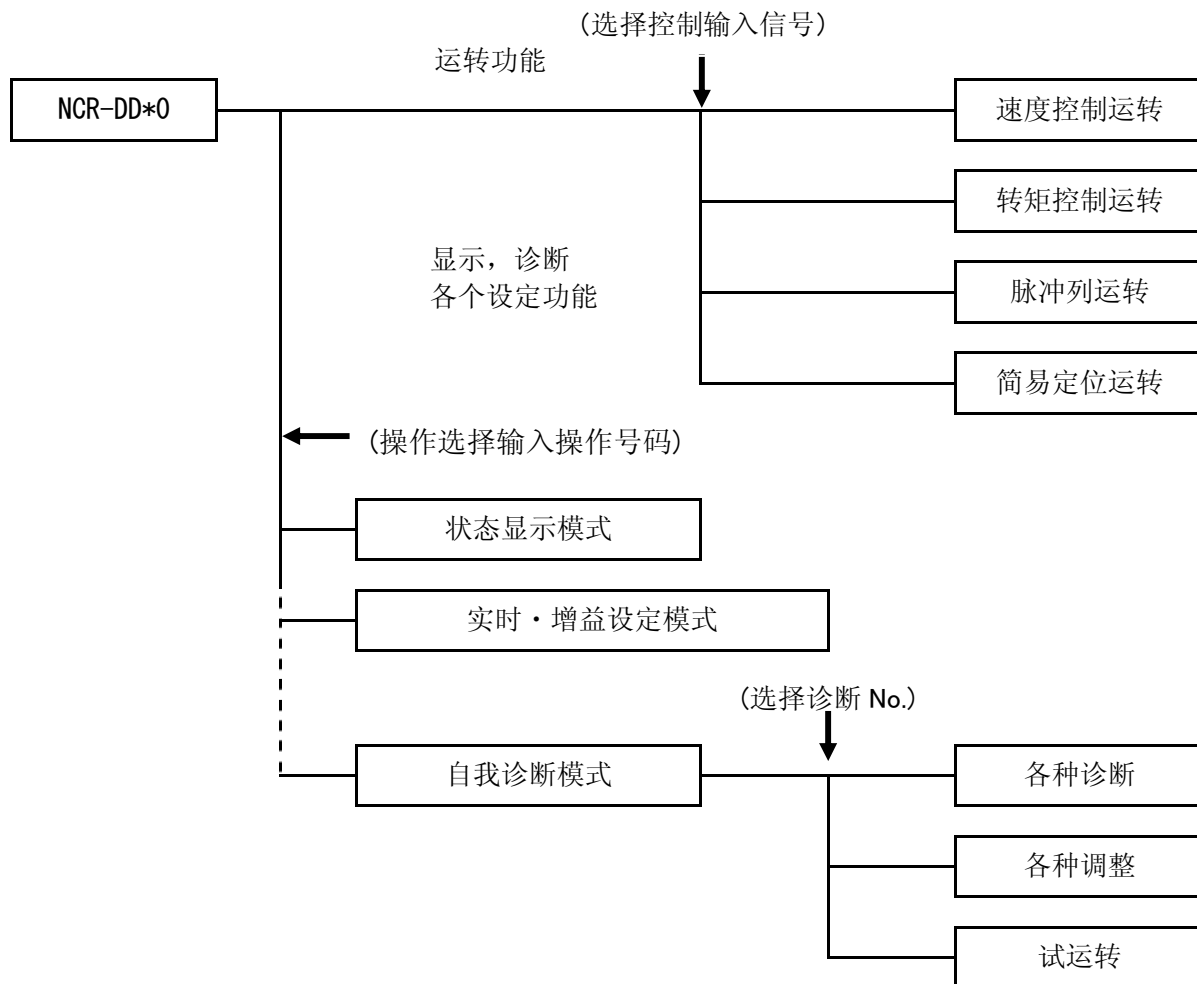 (选择控制输入信号)
运转功能
NCR-DD*0
速度控制运转
转矩控制运转
显示，诊断
各个设定功能
脉冲列运转
简易定位运转
(操作选择输入操作号码)
状态显示模式
实时·增益设定模式
(选择诊断 No.)
自我诊断模式
各种诊断
各种调整
试运转